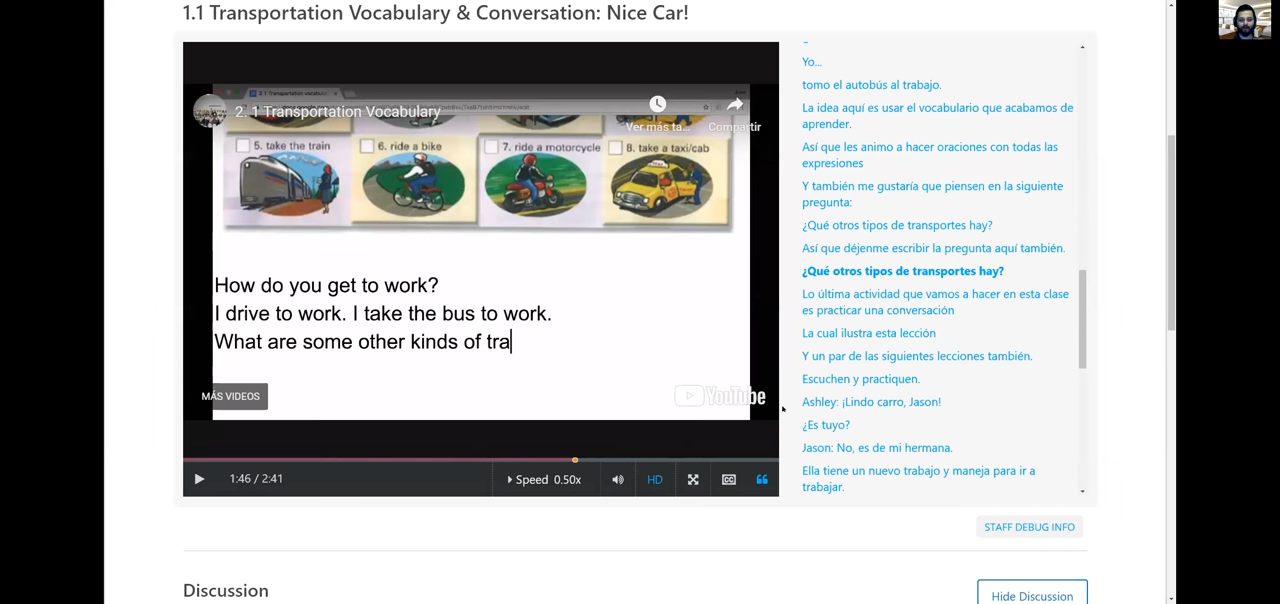 1.1 Transportation Vocabulary & Conversation: Nice Car!
2. 1 Transportation Vocabulary
Ver más ta...
Compartir
5. take the train
6. ride a bike
7. ride a motorcycle
8. take a taxi/cab
How do you get to work?
I drive to work. I take the bus to work.
What are some other kinds of tra
MÁS VIDEOS
YouTube
1:46 / 2:41
Speed 0.50x
HD
Yo...
tomo el autobús al trabajo.
La idea aquí es usar el vocabulario que acabamos de
aprender.
Así que les animo a hacer oraciones con todas las
expresiones
Y también me gustaría que piensen en la siguiente
pregunta:
¿Qué otros tipos de transportes hay?
Así que déjenme escribir la pregunta aquí también.
¿Qué otros tipos de transportes hay?
Lo última actividad que vamos a hacer en esta clase
es practicar una conversación
La cual ilustra esta lección
Y un par de las siguientes lecciones también.
Escuchen y practiquen.
Ashley: ¡Lindo carro, Jason!
¿Es tuyo?
Jason: No, es de mi hermana.
Ella tiene un nuevo trabajo y maneja para ir a
trabajar.
STAFF DEBUG INFO
Discussion
Hide Discussion